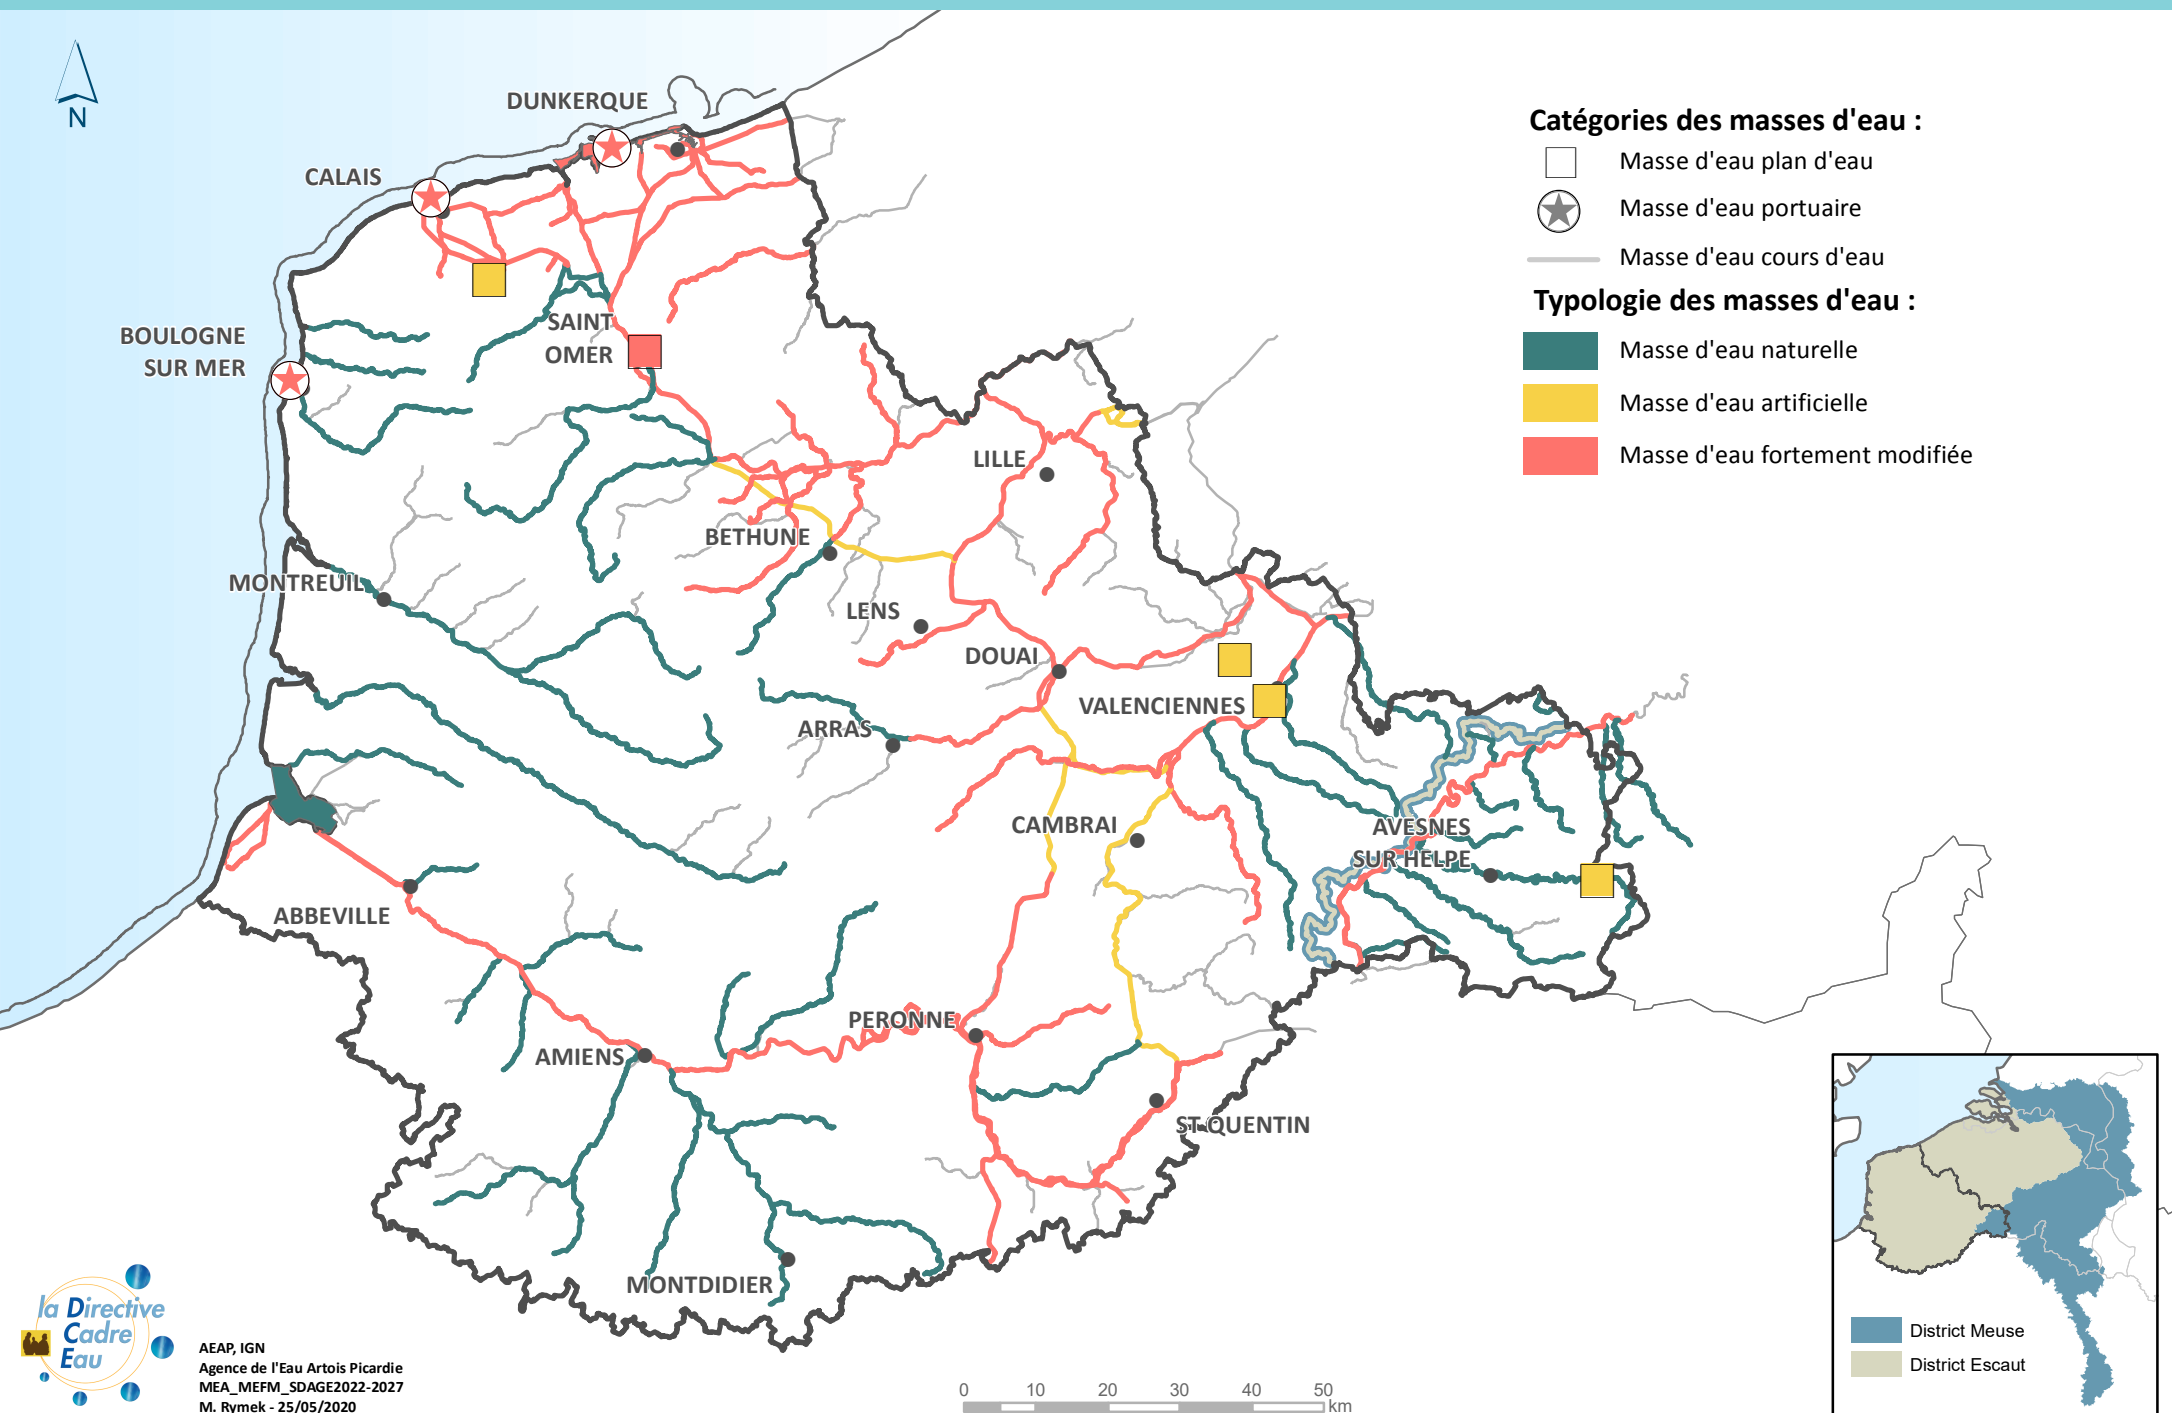 N
DUNKERQUE
CALAIS
BOULOGNE
SUR MER
SAINT
OMER
LILLE
BETHUNE
MONTREUIL
LENS
DOUAI
VALENCIENNES
ARRAS
CAMBRAI
AVESNES
SUR HELPE
ABBEVILLE
PERONNE
AMIENS
ST QUENTIN
MONTDIDIER
Catégories des masses d'eau :
Masse d'eau plan d'eau
Masse d'eau portuaire
Masse d'eau cours d'eau
Typologie des masses d'eau :
Masse d'eau naturelle
Masse d'eau artificielle
Masse d'eau fortement modifiée
la Directive
Cadre
Eau
AEAP, IGN
Agence de l'Eau Artois Picardie
MEA_MEFM_SDAGE2022-2027
M. Rymek - 25/05/2020
0 10 20 30 40 50
km
District Meuse
District Escaut